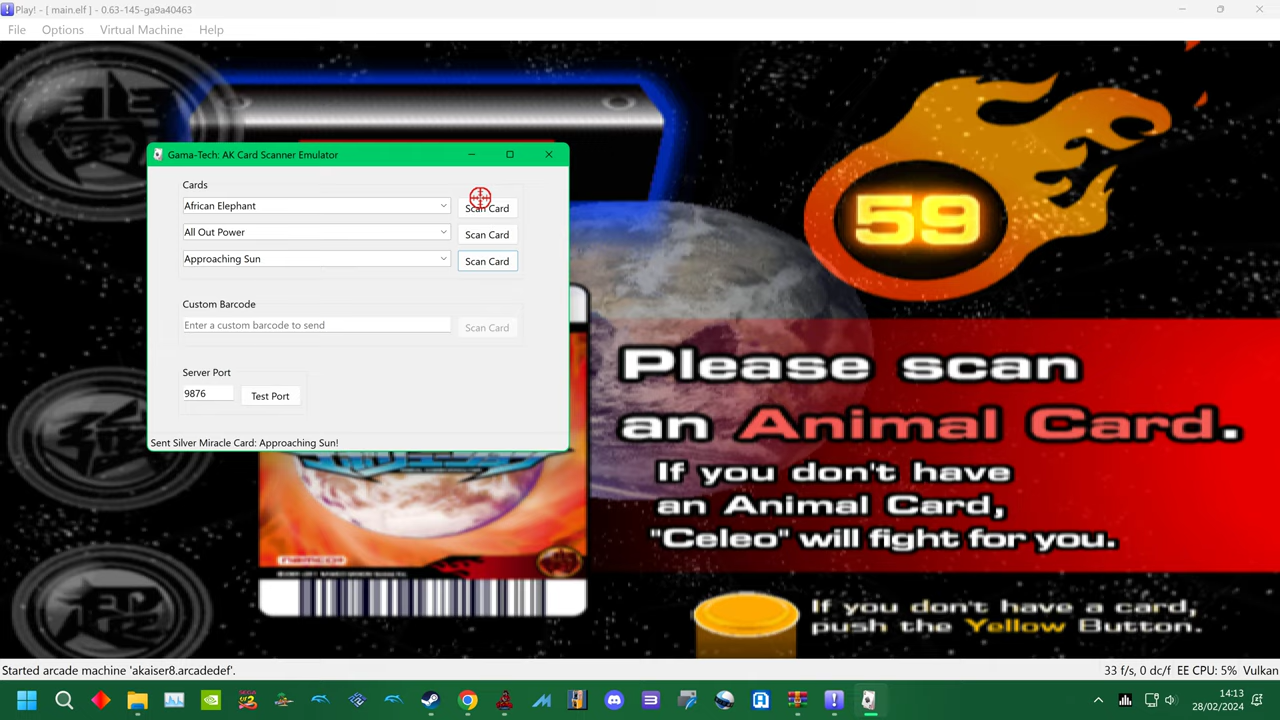 Play! - [ main.elf ] - 0.63-145-ga9a40463
File Options Virtual Machine Help
59
Gama-Tech: AK Card Scanner Emulator
Cards
African Elephant Scan Card
All Out Power Scan Card
Approaching Sun Scan Card
Custom Barcode
Enter a custom barcode to send Scan Card
Server Port
9876 Test Port
Sent Silver Miracle Card: Approaching Sun!
Please scan
an Animal Card.
If you don't have
an Animal Card,
"Celeo" will fight for you.
If you don't have a card,
push the Yellow Button.
Started arcade machine 'akaiser8.arcadedef'. 33 f/s, 0 dc/f EE CPU: 5% Vulkan
14:13
28/02/2024